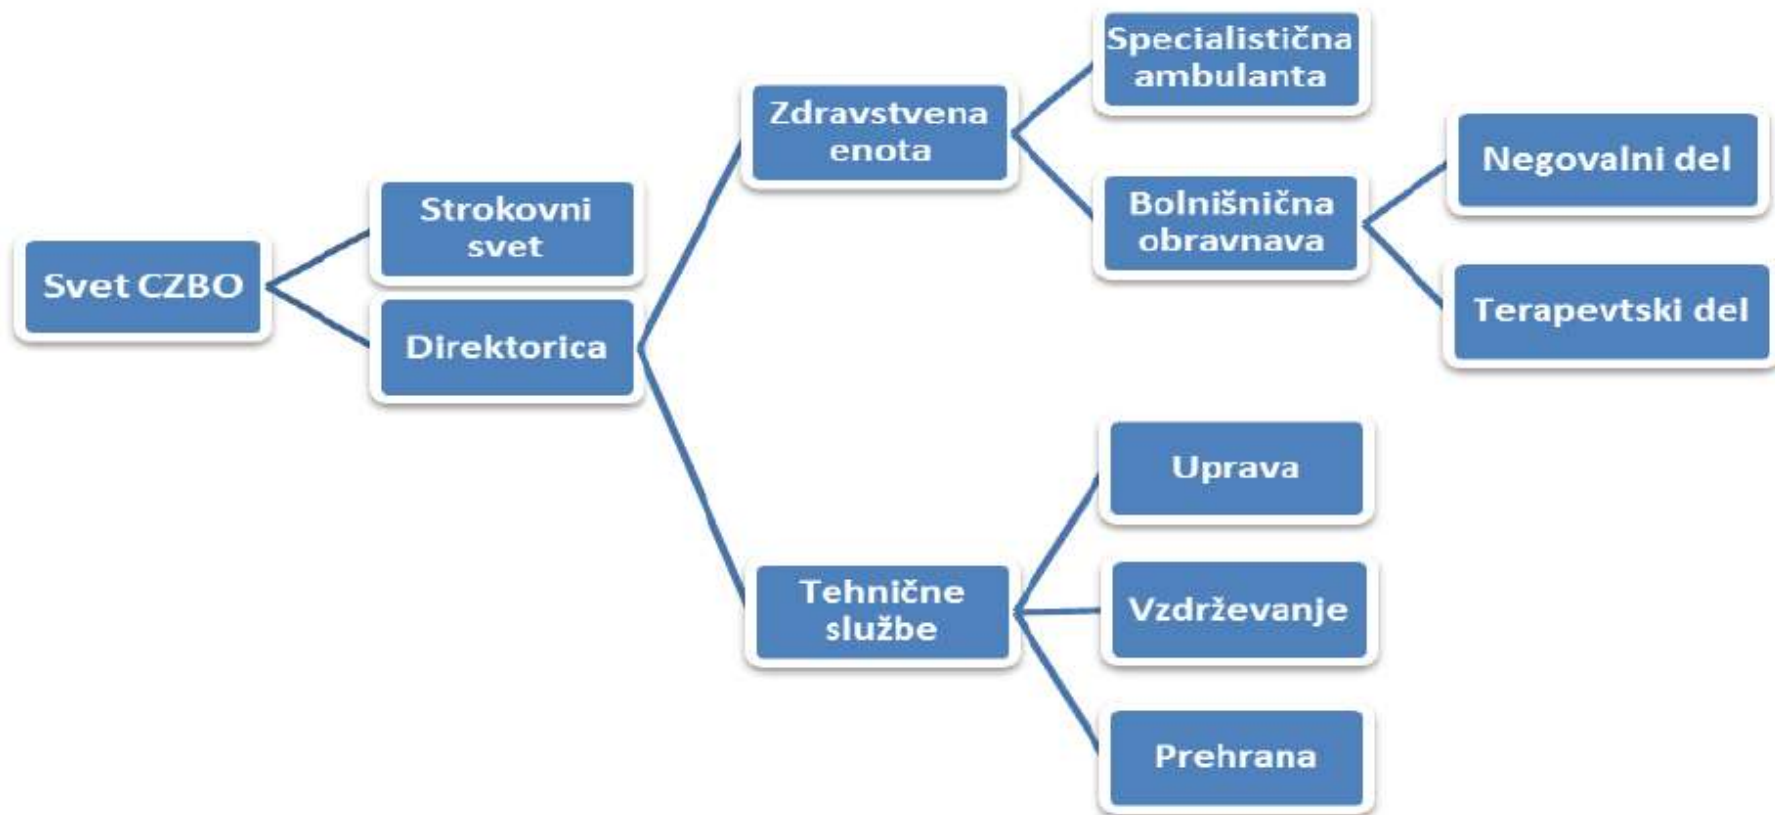 Svet CZBO
Strokovni
svet
Direktorica
Zdravstvena
enota
Specialistična
ambulanta
Bolnišnična
obravnava
Negovalni del
Terapevtski del
Tehnične
službe
Uprava
Vzdrževanje
Prehrana